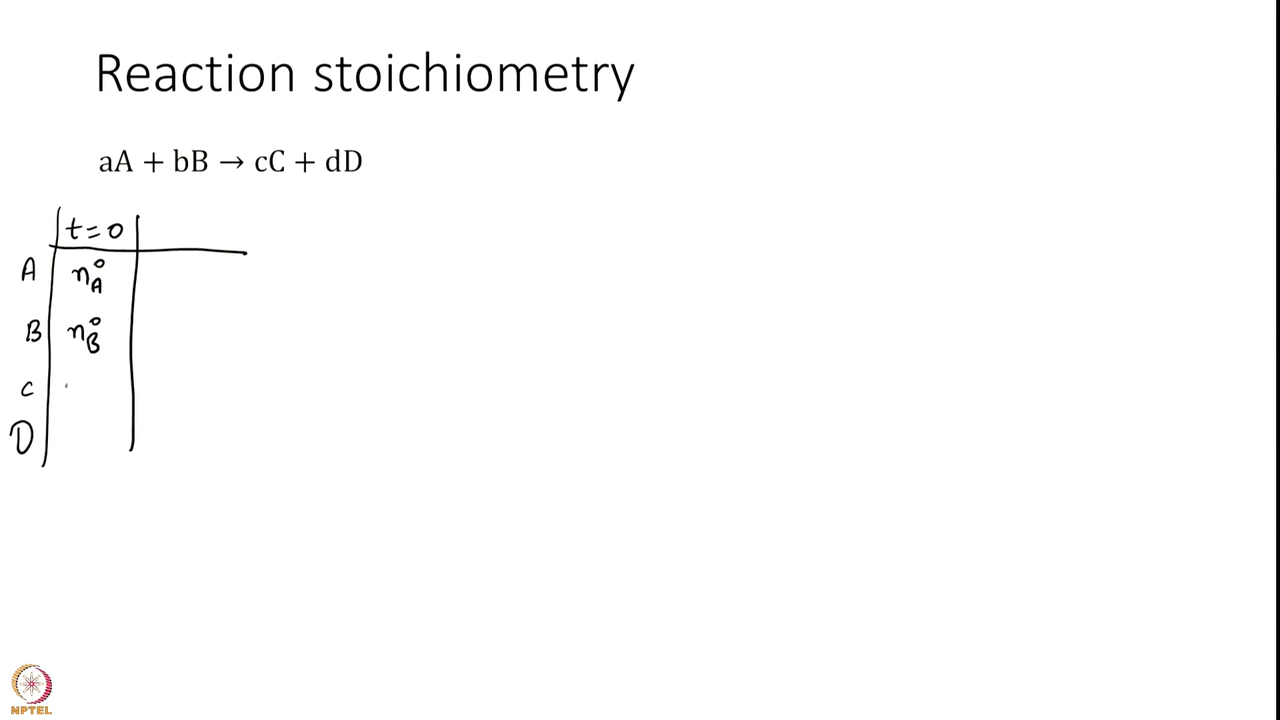 Reaction stoichiometry
aA + bB → cC + dD
t=0
A n°A
B n°B
C
D
NPTEL